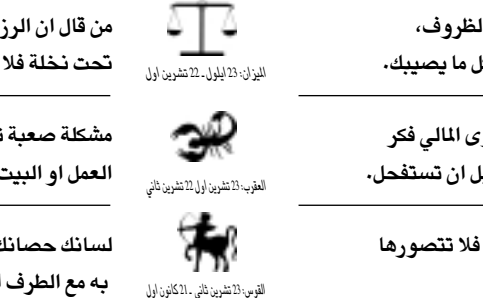 لظروف،
ل ما يصيبك.
الميزان: 23 ايلول ـ 22 تشرين اول
من قال ان الرز
تحت نخلة فلا
ى المالي فكر
ل ان تستفحل.
العقرب: 23 تشرين اول 22 تشرين ثاني
مشكلة صعبة ت
العمل او البيت
فلا تتصورها
القوس: 23 تشرين ثاني ـ 21 كانون اول
لسانك حصانك
به مع الطرف ا